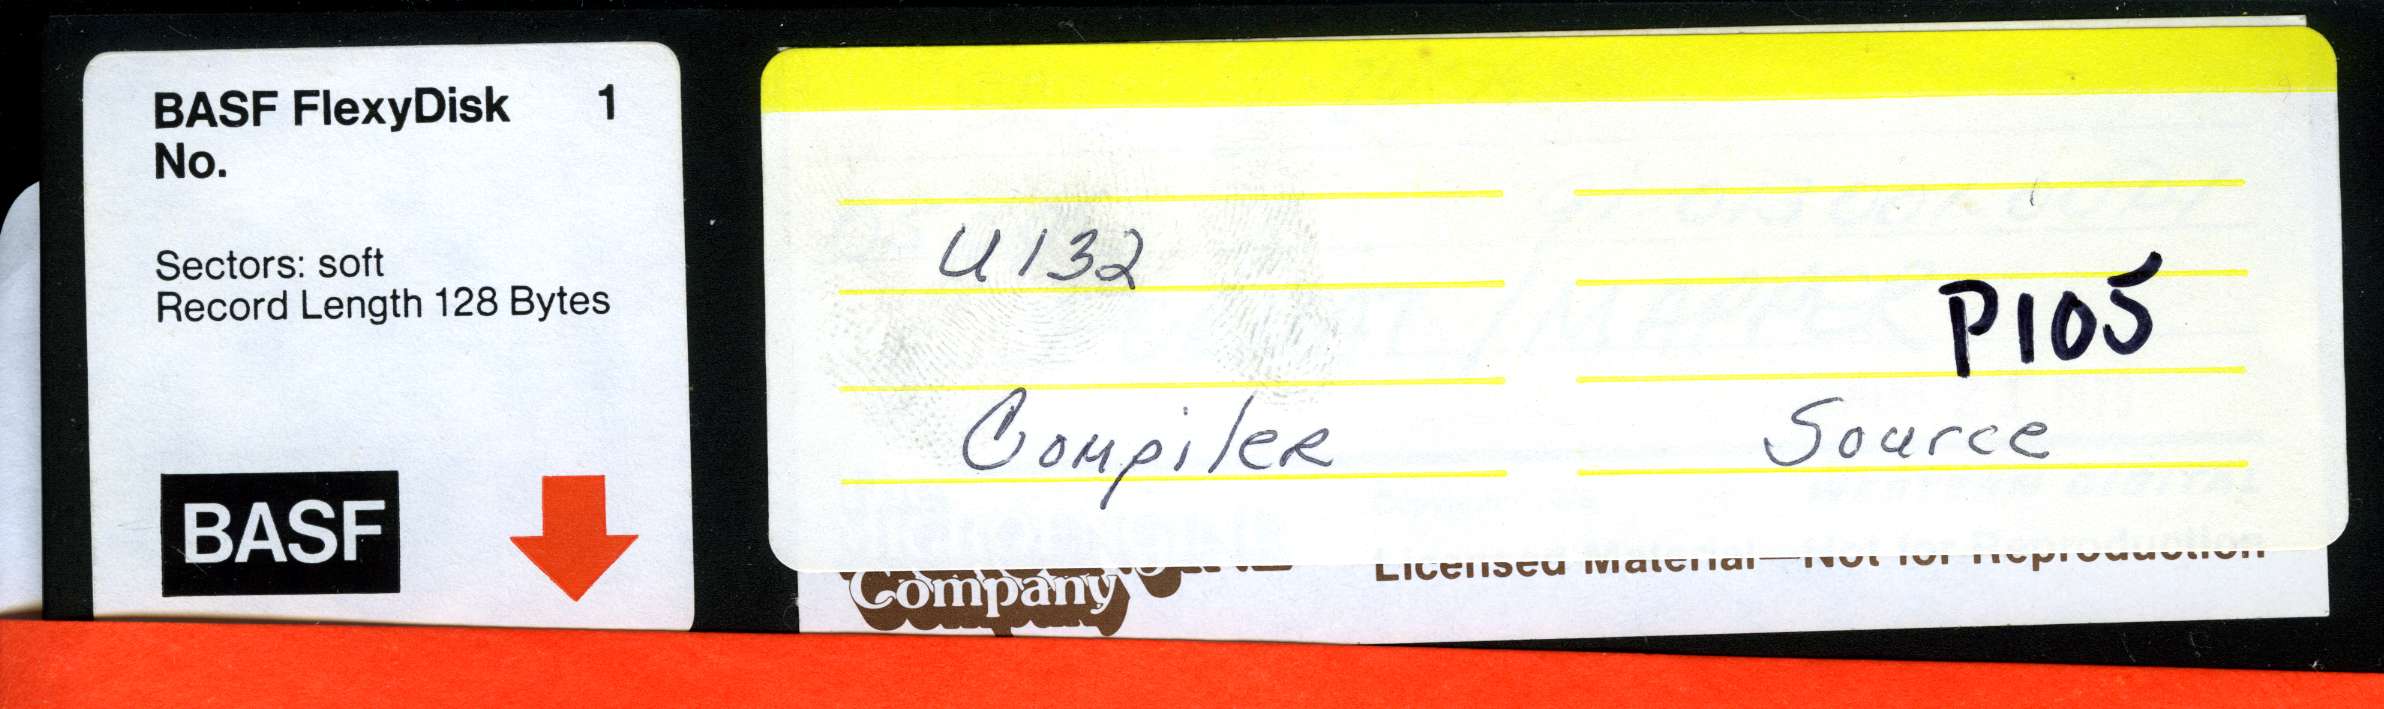 BASF FlexyDisk 1
No.
Sectors: soft
Record Length 128 Bytes
BASF
U132
P105
Compiler
Source
Company
Licensed Material—Not for Reproduction